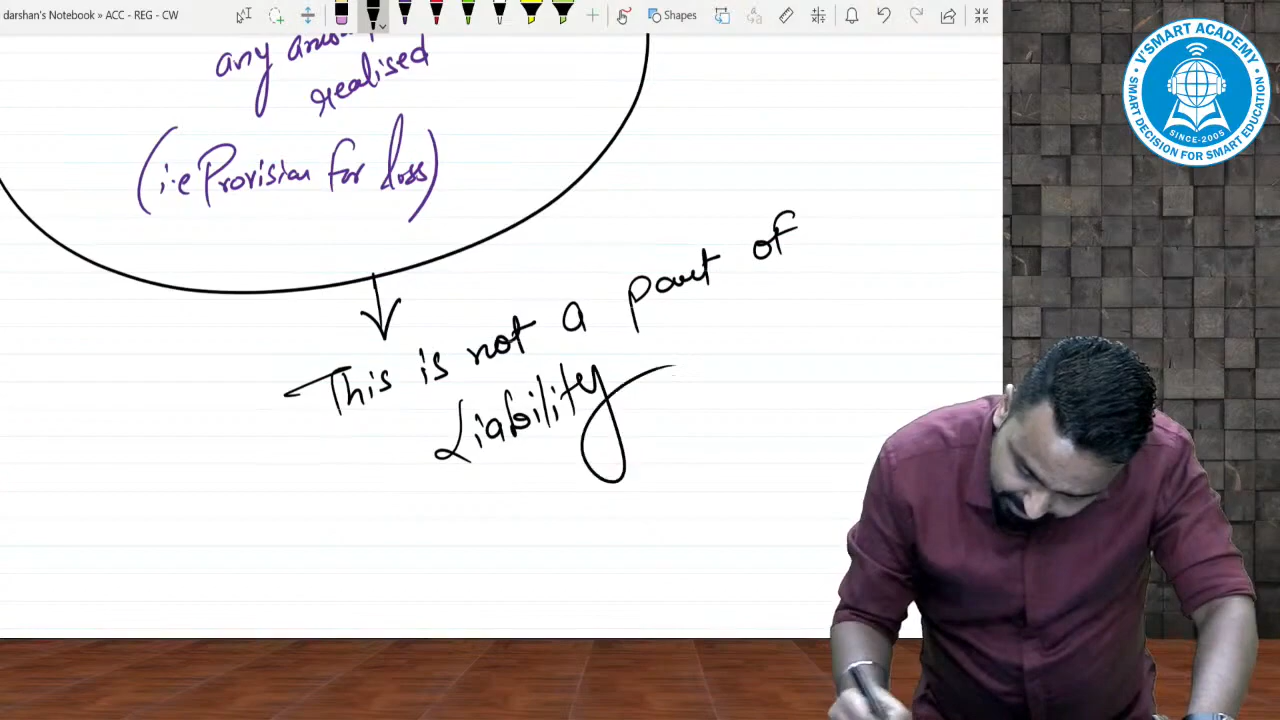 darshan's Notebook » ACC - REG - CW
Shapes
any
realised
(i.e Provision for loss)
This is not a part of
Liability
V'SMART ACADEMY
SINCE-2005
SMART DECISION FOR SMART EDUCATION